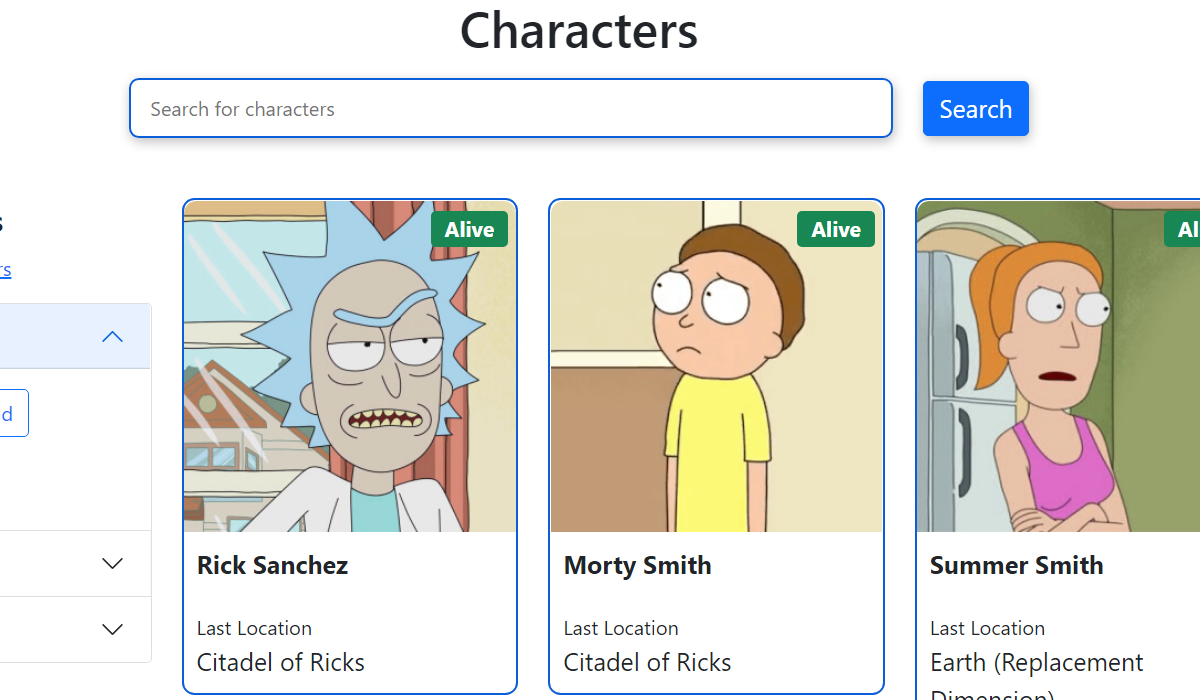 Characters
Search for characters
Search
s
rs
d
Alive
Rick Sanchez
Last Location
Citadel of Ricks
Alive
Morty Smith
Last Location
Citadel of Ricks
Al
Summer Smith
Last Location
Earth (Replacement
Dimension)